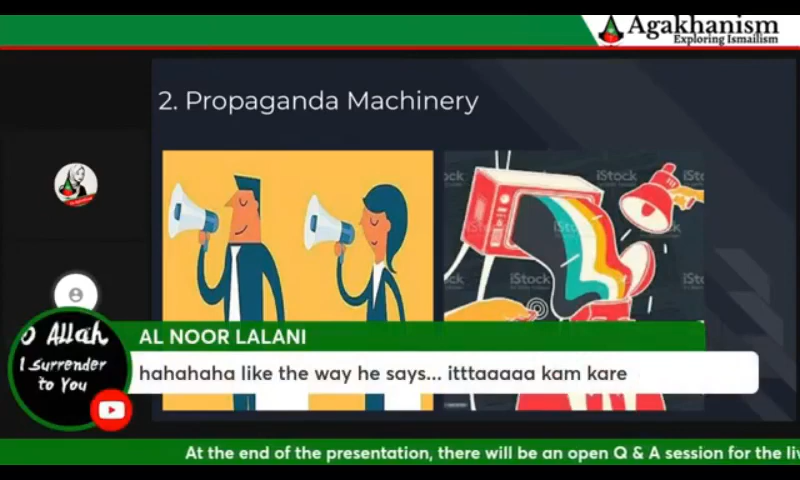 Agakhanism
Exploring Ismailism
2. Propaganda Machinery
iStock
iStock
iStock
O Allah
I Surrender
to You
AL NOOR LALANI
hahahaha like the way he says... itttaaaaa kam kare
At the end of the presentation, there will be an open Q & A session for the liv